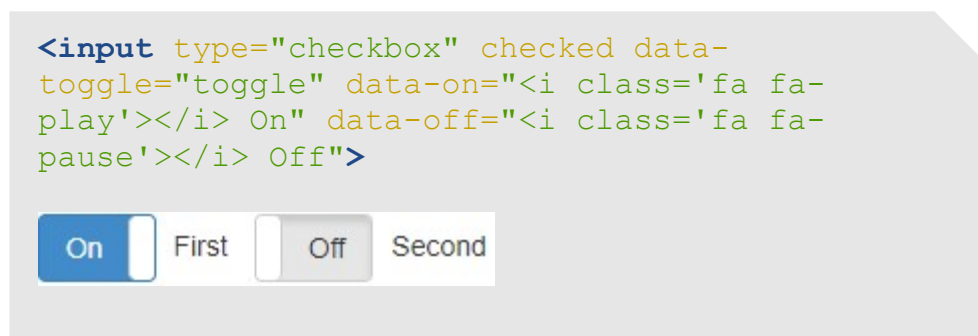 <input type="checkbox" checked data-
toggle="toggle" data-on="<i class='fa fa-
play'></i> On" data-off="<i class='fa fa-
pause'></i> Off">
On First Off Second